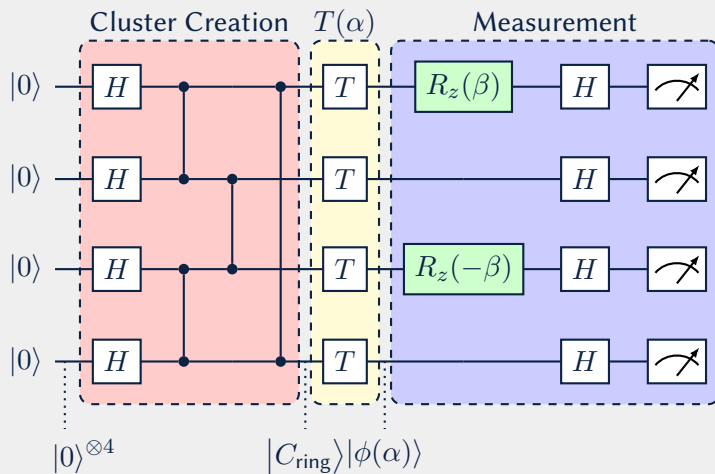 Cluster Creation T(α) Measurement
|0⟩ H T R_z(β) H
|0⟩ H T H
|0⟩ H T R_z(−β) H
|0⟩ H T H
|0⟩^{⊗4} |C_ring⟩ |ϕ(α)⟩